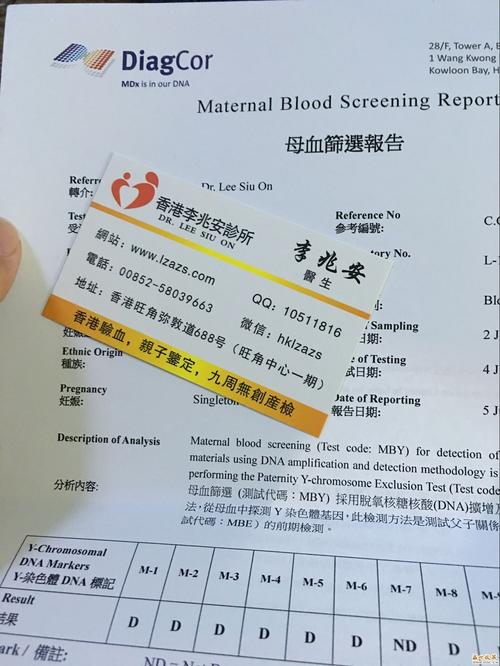 DiagCor
MDx is in our DNA
28/F, Tower A,
1 Wang Kwong
Kowloon Bay, H
Maternal Blood Screening Report
母血篩選報告
Dr. Lee Siu On
轉介:
Reference No
參考編號:
C.C
L-1
香港李兆安診所
DR. LEE SIU ON
李兆安
醫生
網站：www.lzazs.com
電話：00852-58039663
地址：香港旺角弥敦道688号（旺角中心一期）
QQ：10511816
微信：hklzazs
香港驗血，親子鑒定，九周無創產檢
Sampling
日期:
2 J
e of Testing
試日期:
4 J
Date of Reporting
報告日期:
5 J
Ethnic Origin
種族:
Pregnancy
妊娠:
Singleton
Description of Analysis
分析內容:
Maternal blood screening (Test code: MBY) for detection of
materials using DNA amplification and detection methodology is
performing the Paternity Y-chromosome Exclusion Test (Test code
母血篩選 (測試代碼：MBY) 採用脫氧核糖核酸(DNA)擴增及
法，從母血中探測 Y 染色體基因，此檢測方法是測試父子關係
試代碼：MBE) 的前期檢測。
Y-Chromosomal
DNA Markers
Y-染色體 DNA 標記
M-1 M-2 M-3 M-4 M-5 M-6 M-7 M-8 M-9
Result
結果
D D D D D D ND D
mark / 備註: